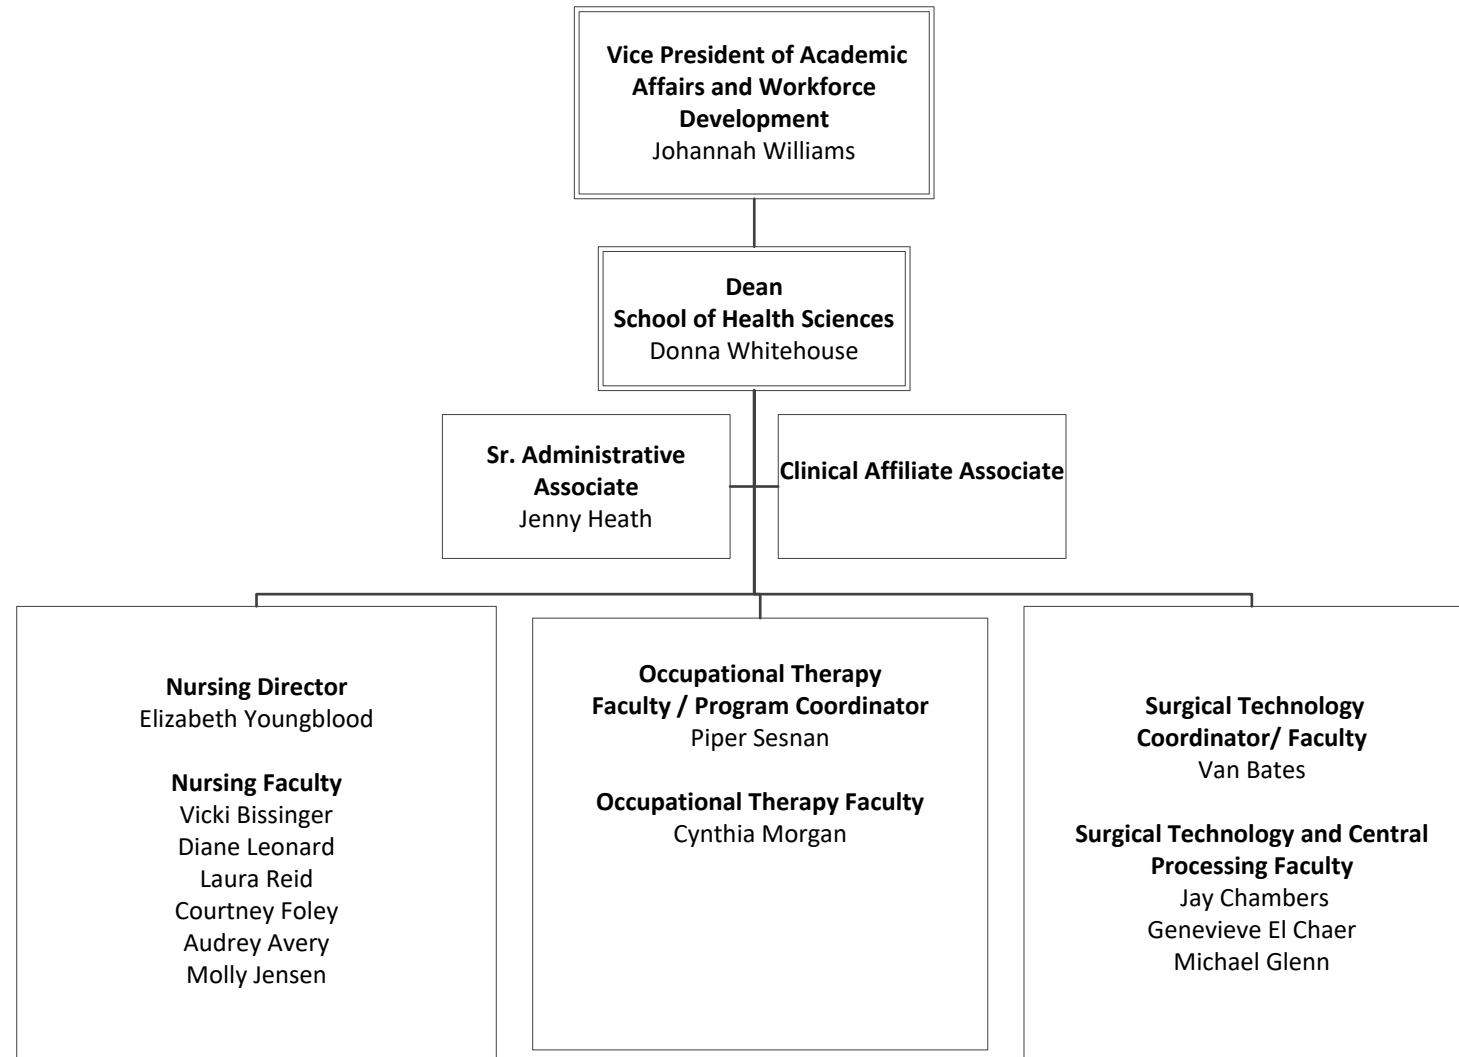 Vice President of Academic
Affairs and Workforce
Development
Johannah Williams
Dean
School of Health Sciences
Donna Whitehouse
Sr. Administrative
Associate
Jenny Heath
Clinical Affiliate Associate
Nursing Director
Elizabeth Youngblood
Nursing Faculty
Vicki Bissinger
Diane Leonard
Laura Reid
Courtney Foley
Audrey Avery
Molly Jensen
Occupational Therapy
Faculty / Program Coordinator
Piper Sesnan
Occupational Therapy Faculty
Cynthia Morgan
Surgical Technology
Coordinator/ Faculty
Van Bates
Surgical Technology and Central
Processing Faculty
Jay Chambers
Genevieve El Chaer
Michael Glenn